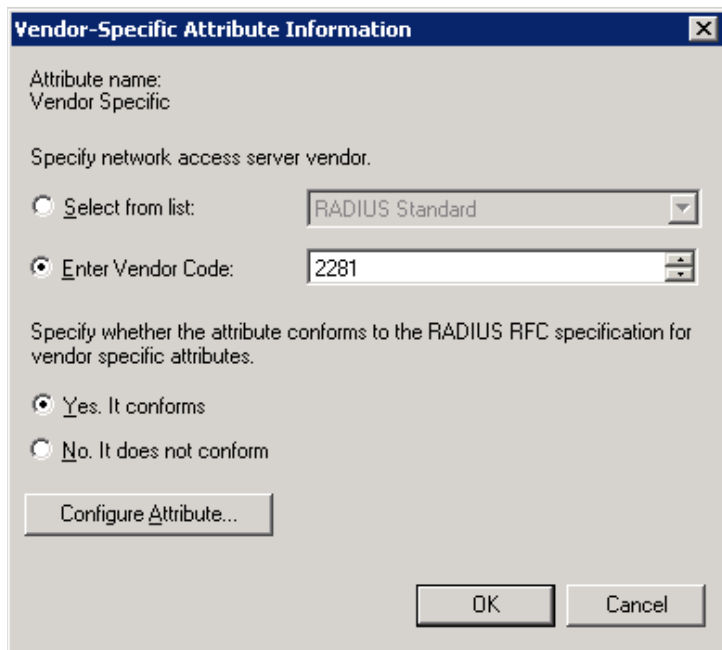 Vendor-Specific Attribute Information
Attribute name:
Vendor Specific
Specify network access server vendor.
Select from list: RADIUS Standard
Enter Vendor Code: 2281
Specify whether the attribute conforms to the RADIUS RFC specification for
vendor specific attributes.
Yes. It conforms
No. It does not conform
Configure Attribute...
OK Cancel